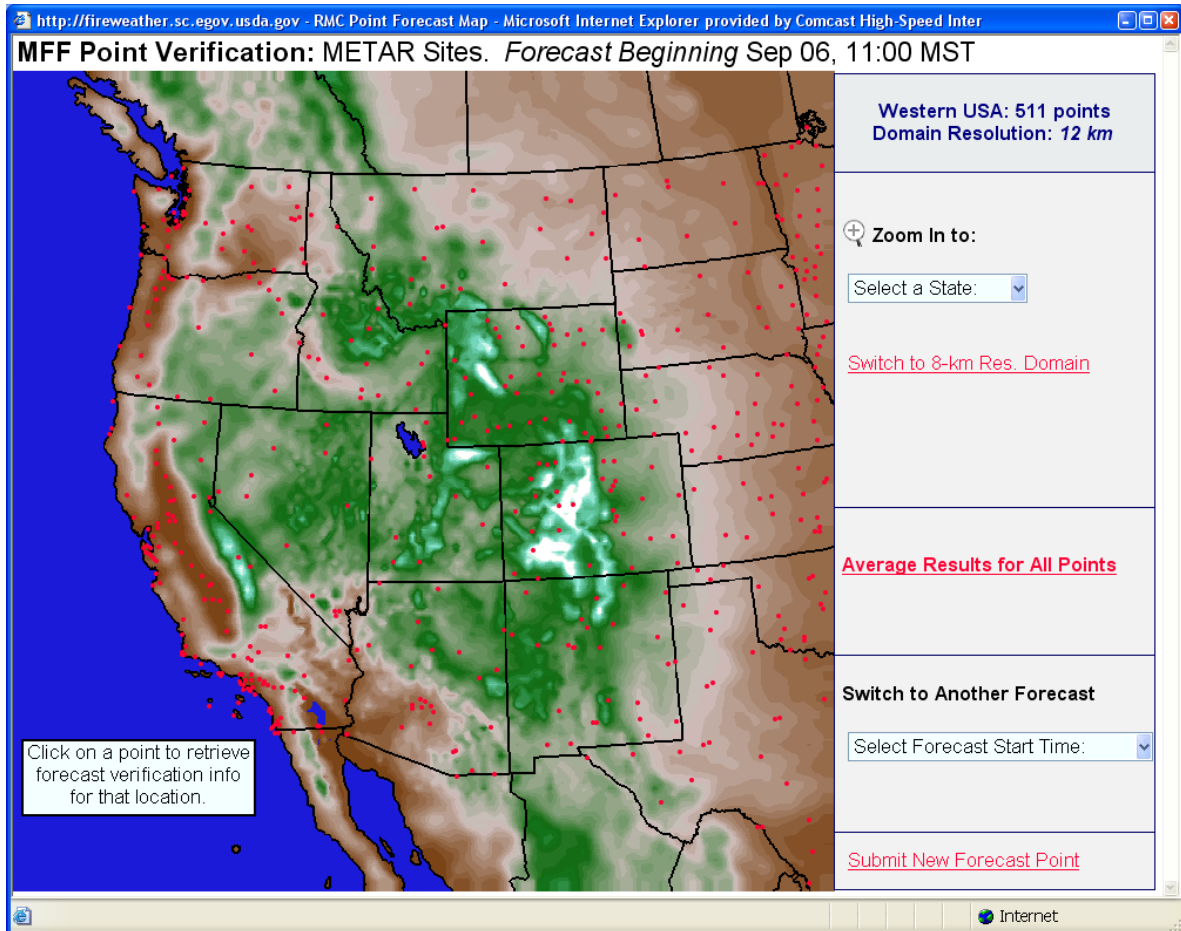 http://fireweather.sc.egov.usda.gov - RMC Point Forecast Map - Microsoft Internet Explorer provided by Comcast High-Speed Inter
MFF Point Verification: METAR Sites. Forecast Beginning Sep 06, 11:00 MST
Western USA: 511 points
Domain Resolution: 12 km
Zoom In to:
Select a State:
Switch to 8-km Res. Domain
Average Results for All Points
Switch to Another Forecast
Select Forecast Start Time:
Submit New Forecast Point
Click on a point to retrieve
forecast verification info
for that location.
Internet